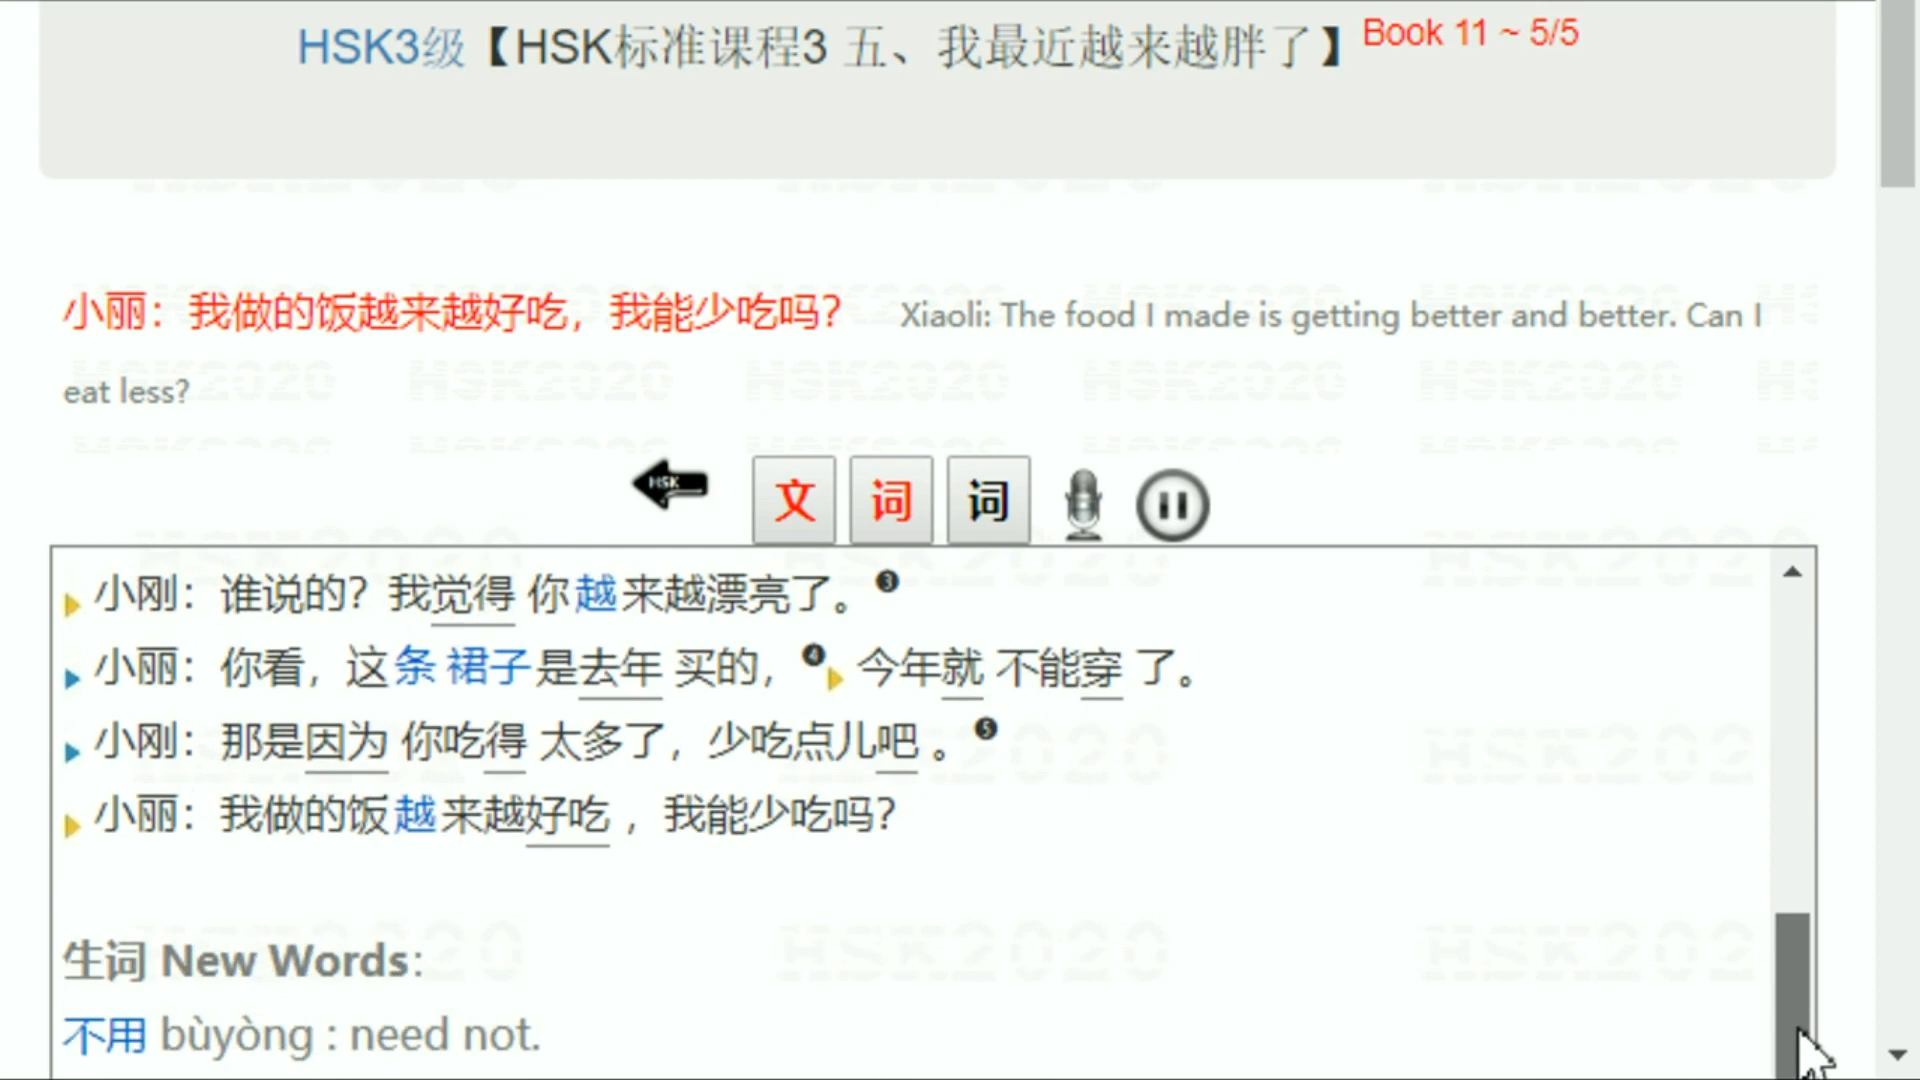 HSK3级【HSK标准课程3 五、我最近越来越胖了】Book 11 ~ 5/5
小丽：我做的饭越来越好吃，我能少吃吗？ Xiaoli: The food I made is getting better and better. Can I
eat less?
HSK 文 词 词
小刚：谁说的？我觉得 你越来越漂亮了。❸
小丽：你看，这条 裙子是去年 买的，❹ 今年就 不能穿 了。
小刚：那是因为 你吃得 太多了，少吃点儿吧 。❺
小丽：我做的饭越来越好吃 ，我能少吃吗？
生词 New Words:
不用 bùyòng : need not.
HSK2020